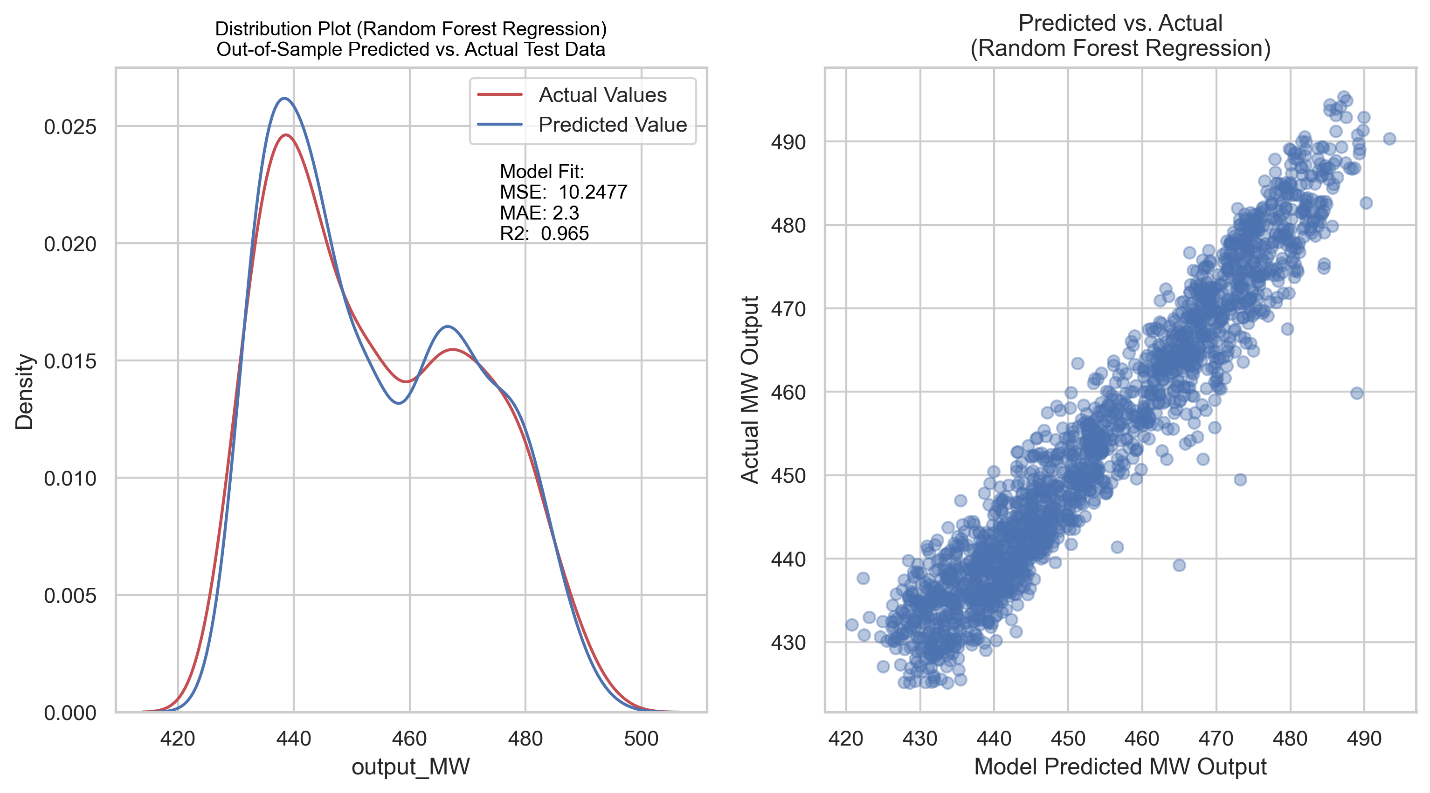 Distribution Plot (Random Forest Regression)
Out-of-Sample Predicted vs. Actual Test Data
Actual Values
Predicted Value
Model Fit:
MSE:  10.2477
MAE: 2.3
R2:  0.965
Density
0.025
0.020
0.015
0.010
0.005
0.000
420 440 460 480 500
output_MW
Predicted vs. Actual
(Random Forest Regression)
Actual MW Output
490
480
470
460
450
440
430
420 430 440 450 460 470 480 490
Model Predicted MW Output